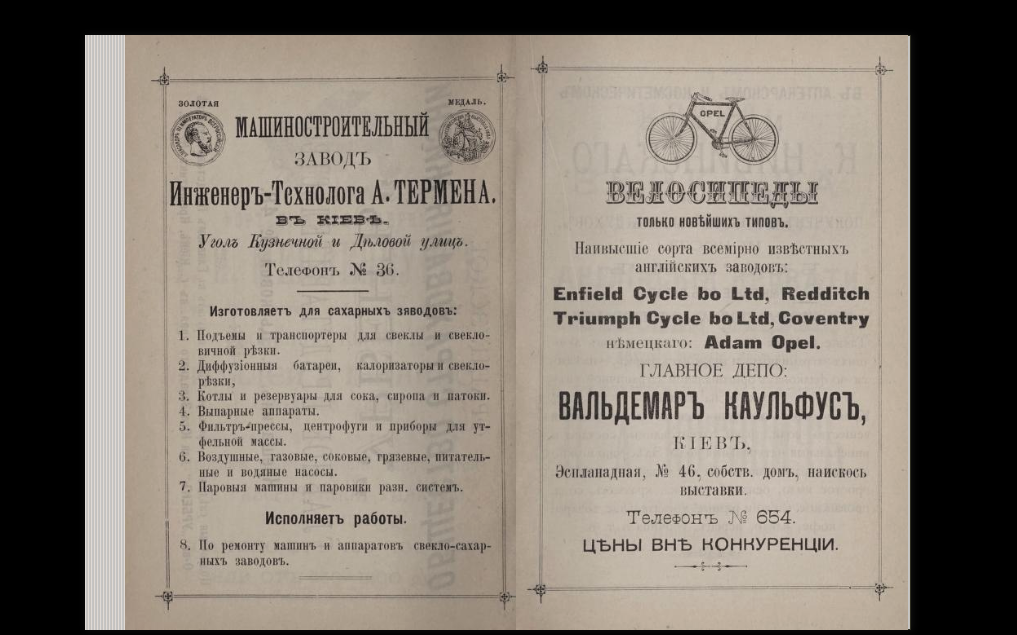 ЗОЛОТАЯ
МЕДАЛЬ.
МАШИНОСТРОИТЕЛЬНЫЙ
ЗАВОДЪ
Инженеръ-Технолога А. ТЕРМЕНА.
ВЪ КІЕВѢ.
Уголъ Кузнечной и Дѣловой улицъ.
Телефонъ № 36.
Изготовляетъ для сахарныхъ заводовъ:
1. Подъемы и транспортеры для свеклы и свекло-
вичной рѣзки.
2. Диффузіонныя батареи, калоризаторы и свекло-
рѣзки,
3. Котлы и резервуары для сока, сиропа и патоки.
4. Выпарные аппараты.
5. Фильтръ-прессы, центрофуги и приборы для ут-
фельной массы.
6. Воздушные, газовые, соковые, грязевые, питатель-
ные и водяные насосы.
7. Паровыя машины и паровики разн. системъ.
Исполняетъ работы.
8. По ремонту машинъ и аппаратовъ свекло-сахар-
ныхъ заводовъ.
OPEL
ВЕЛОСИПЕДЫ
только новѣйшихъ типовъ.
Наивысшіе сорта всемірно извѣстныхъ
англійскихъ заводовъ:
Enfield Cycle bo Ltd, Redditch
Triumph Cycle bo Ltd, Coventry
нѣмецкаго: Adam Opel.
ГЛАВНОЕ ДЕПО:
ВАЛЬДЕМАРЪ КАУЛЬФУСЪ,
КІЕВЪ,
Эспланадная, № 46, собств. домъ, наискось
выставки.
Телефонъ № 654.
ЦѢНЫ ВНѢ КОНКУРЕНЦІИ.